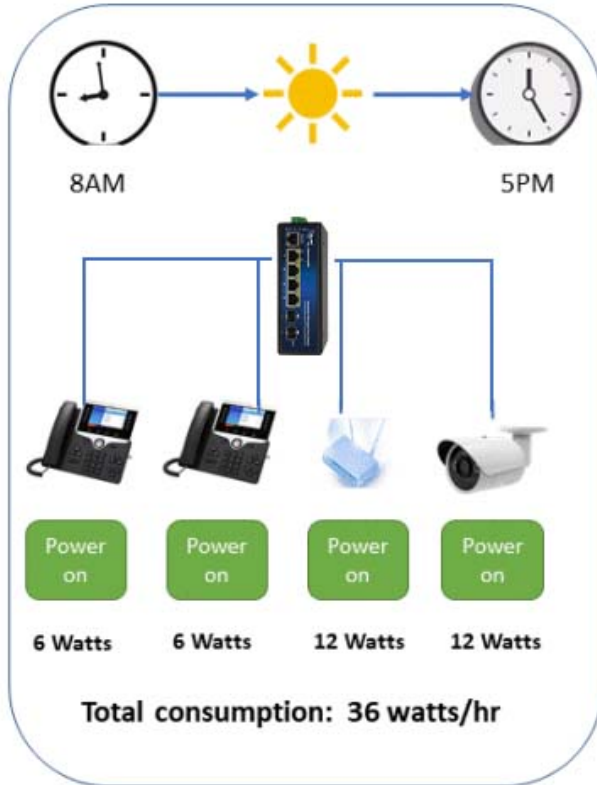 8AM 5PM
Power Power Power Power
on on on on
6 Watts 6 Watts 12 Watts 12 Watts
Total consumption: 36 watts/hr